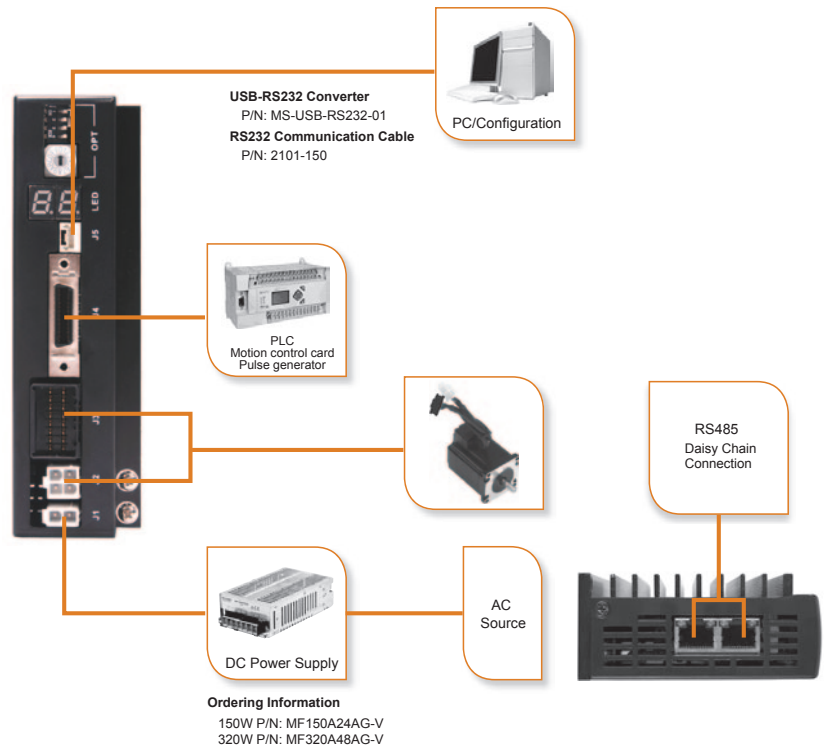 USB-RS232 Converter
P/N: MS-USB-RS232-01
RS232 Communication Cable
P/N: 2101-150
PC/Configuration
OPT
LED
8.8.
J5
J4
PLC
Motion control card
Pulse generator
J3
J2
J1
RS485
Daisy Chain
Connection
DC Power Supply
AC
Source
Ordering Information
150W P/N: MF150A24AG-V
320W P/N: MF320A48AG-V